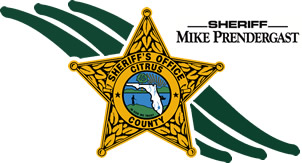 SHERIFF
MIKE PRENDERGAST
SHERIFF'S OFFICE
CITRUS
COUNTY